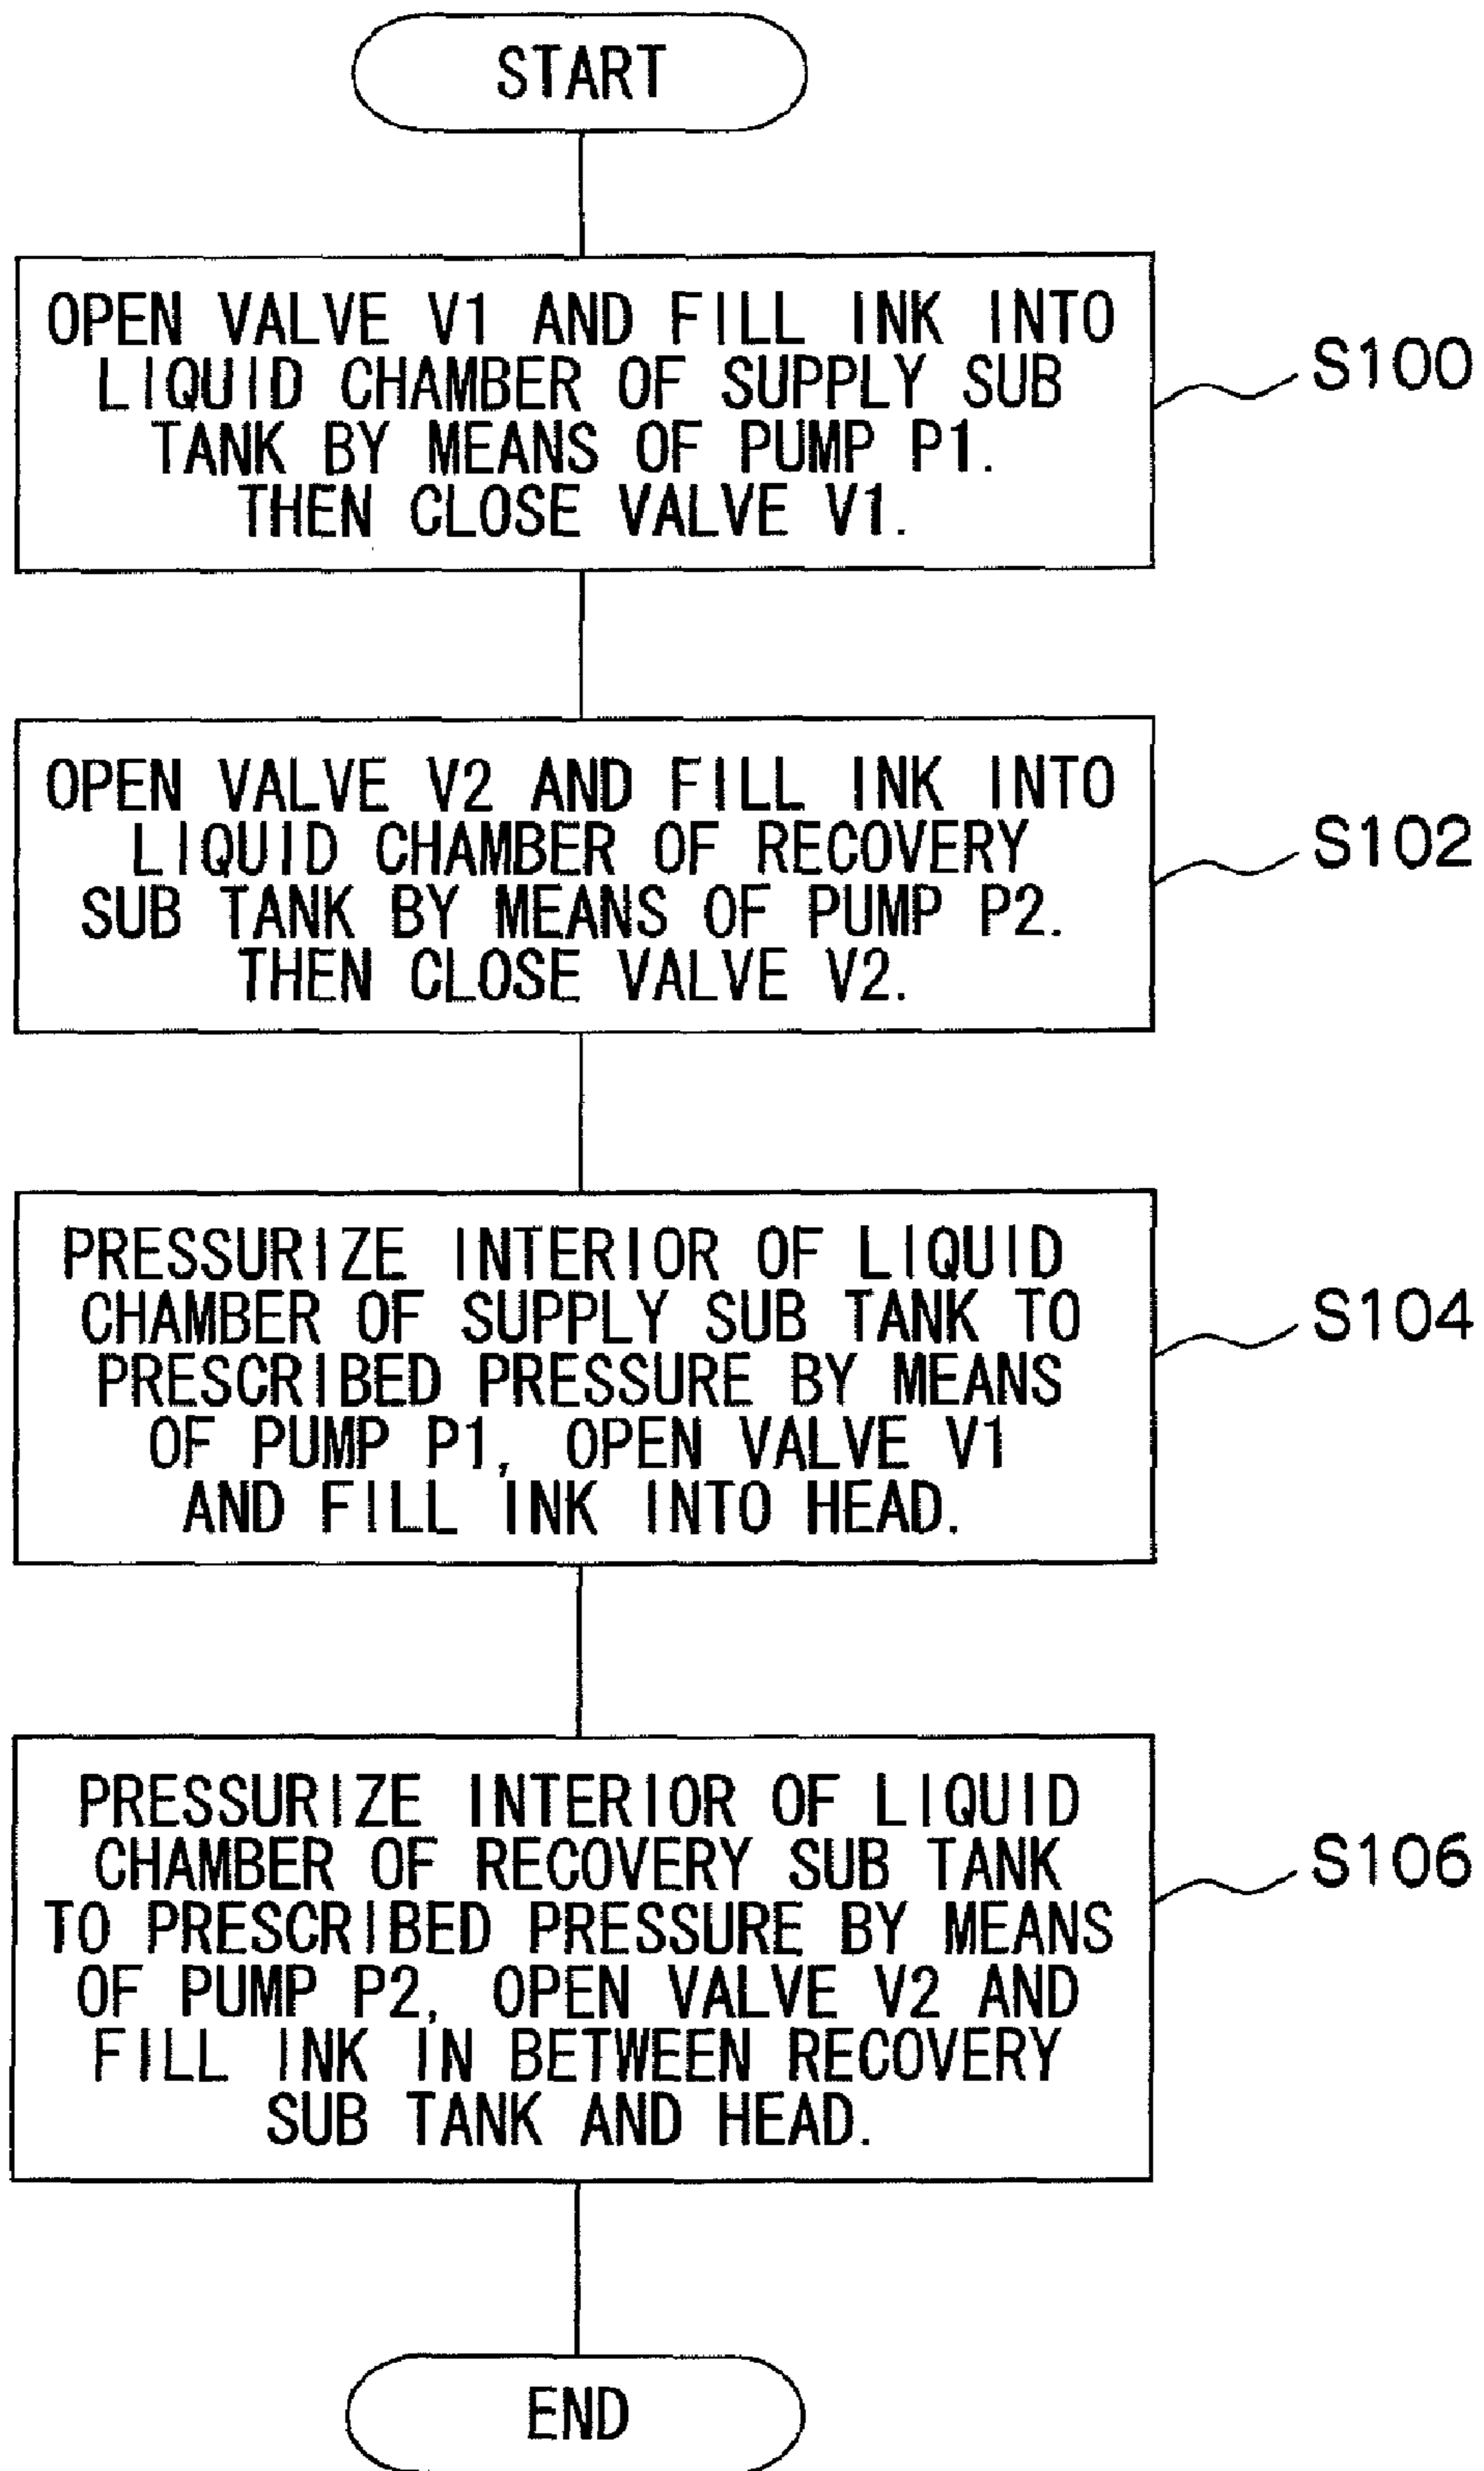 START
OPEN VALVE V1 AND FILL INK INTO
LIQUID CHAMBER OF SUPPLY SUB
TANK BY MEANS OF PUMP P1.
THEN CLOSE VALVE V1.
S100
OPEN VALVE V2 AND FILL INK INTO
LIQUID CHAMBER OF RECOVERY
SUB TANK BY MEANS OF PUMP P2.
THEN CLOSE VALVE V2.
S102
PRESSURIZE INTERIOR OF LIQUID
CHAMBER OF SUPPLY SUB TANK TO
PRESCRIBED PRESSURE BY MEANS
OF PUMP P1, OPEN VALVE V1
AND FILL INK INTO HEAD.
S104
PRESSURIZE INTERIOR OF LIQUID
CHAMBER OF RECOVERY SUB TANK
TO PRESCRIBED PRESSURE BY MEANS
OF PUMP P2, OPEN VALVE V2 AND
FILL INK IN BETWEEN RECOVERY
SUB TANK AND HEAD.
S106
END